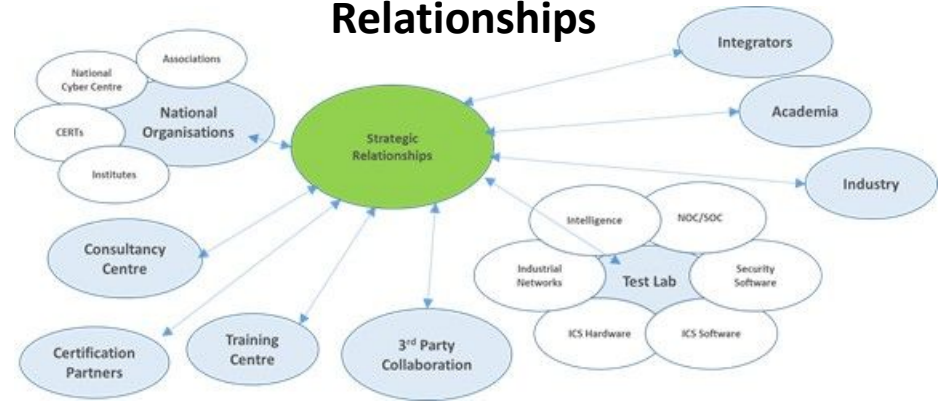 Relationships
Associations
National
Cyber Centre
National
Organisations
CERTs
Institutes
Strategic
Relationships
Integrators
Academia
Industry
Consultancy
Centre
Certification
Partners
Training
Centre
3rd Party
Collaboration
Intelligence
NOC/SOC
Industrial
Networks
Test Lab
Security
Software
ICS Hardware
ICS Software